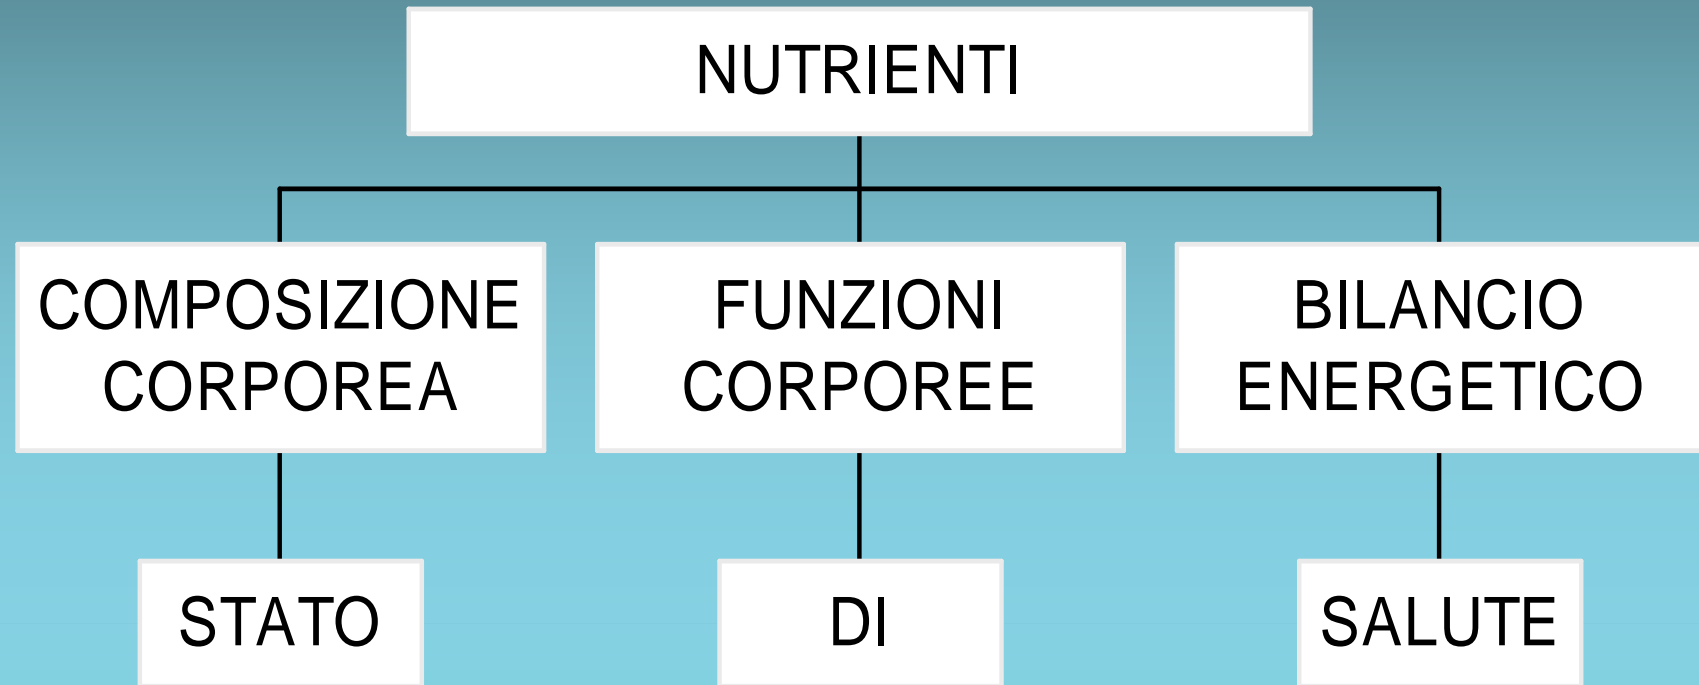 NUTRIENTI
COMPOSIZIONE
CORPOREA
FUNZIONI
CORPOREE
BILANCIO
ENERGETICO
STATO
DI
SALUTE